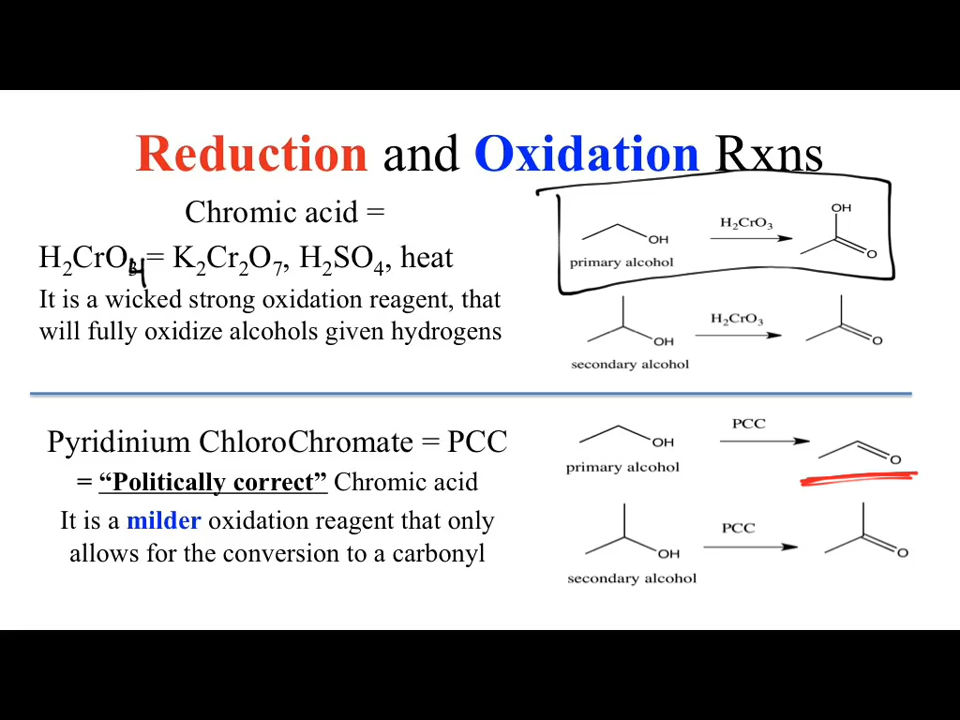 Reduction and Oxidation Rxns
Chromic acid =
H₂CrO₄ = K₂Cr₂O₇, H₂SO₄, heat
It is a wicked strong oxidation reagent, that
will fully oxidize alcohols given hydrogens
OH
H₂CrO₃
OH
O
primary alcohol
H₂CrO₃
OH
O
secondary alcohol
Pyridinium ChloroChromate = PCC
= “Politically correct” Chromic acid
It is a milder oxidation reagent that only
allows for the conversion to a carbonyl
PCC
OH
O
primary alcohol
PCC
OH
O
secondary alcohol